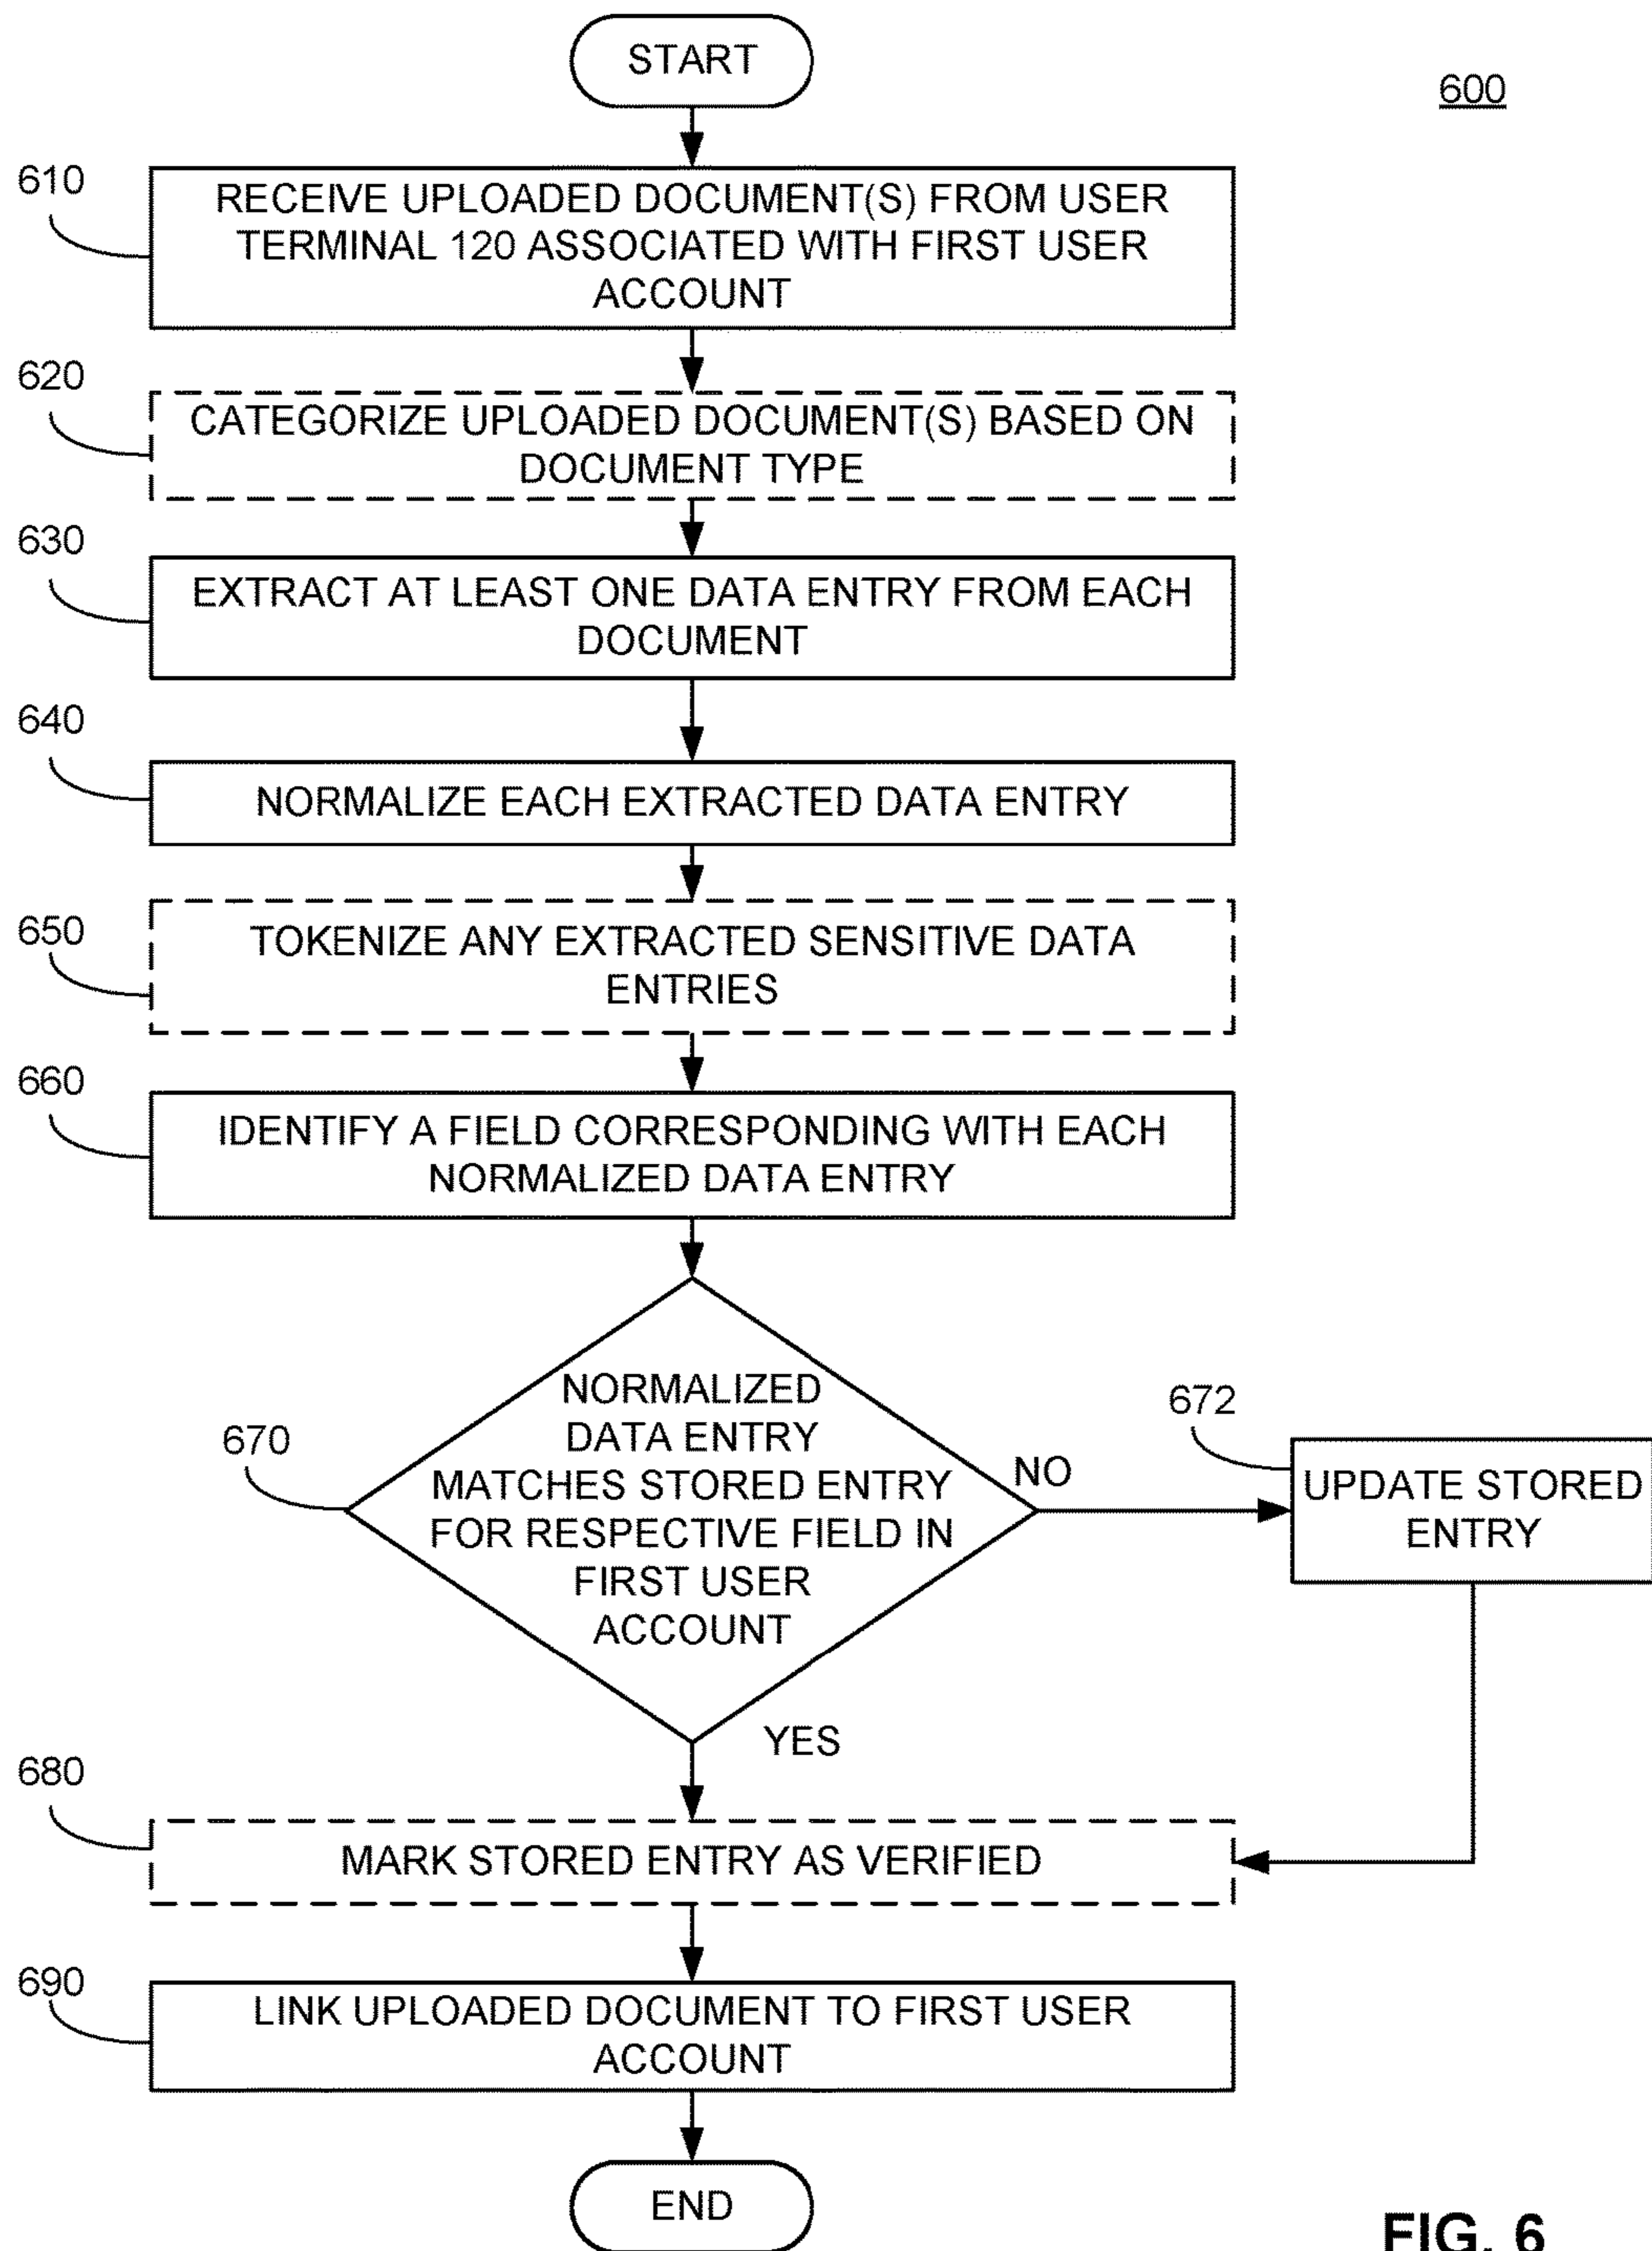 START
600
610
RECEIVE UPLOADED DOCUMENT(S) FROM USER
TERMINAL 120 ASSOCIATED WITH FIRST USER
ACCOUNT
620
CATEGORIZE UPLOADED DOCUMENT(S) BASED ON
DOCUMENT TYPE
630
EXTRACT AT LEAST ONE DATA ENTRY FROM EACH
DOCUMENT
640
NORMALIZE EACH EXTRACTED DATA ENTRY
650
TOKENIZE ANY EXTRACTED SENSITIVE DATA
ENTRIES
660
IDENTIFY A FIELD CORRESPONDING WITH EACH
NORMALIZED DATA ENTRY
670
NORMALIZED
DATA ENTRY
MATCHES STORED ENTRY
FOR RESPECTIVE FIELD IN
FIRST USER
ACCOUNT
NO
672
UPDATE STORED
ENTRY
YES
680
MARK STORED ENTRY AS VERIFIED
690
LINK UPLOADED DOCUMENT TO FIRST USER
ACCOUNT
END
FIG. 6